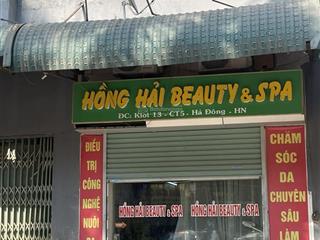 HỒNG HẢI BEAUTY & SPA
ĐC: Kiot 13 - CT5 . Hà Đông - HN
ĐIỀU
TRỊ
CÔNG
NGHỆ
NUÔI
HỒNG HẢI BEAUTY & SPA
HỒNG HẢI BEAUTY & SPA
CHĂM
SÓC
DA
CHUYÊN
SÂU
LÀM